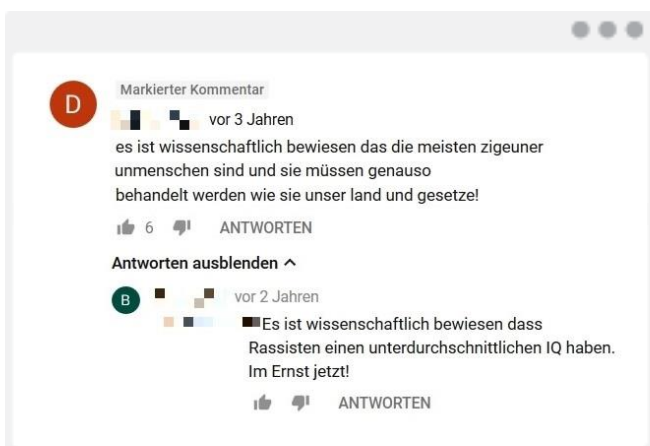 D
Markierter Kommentar
vor 3 Jahren
es ist wissenschaftlich bewiesen das die meisten zigeuner
unmenschen sind und sie müssen genauso
behandelt werden wie sie unser land und gesetze!
6 ANTWORTEN
Antworten ausblenden
B
vor 2 Jahren
Es ist wissenschaftlich bewiesen dass
Rassisten einen unterdurchschnittlichen IQ haben.
Im Ernst jetzt!
ANTWORTEN